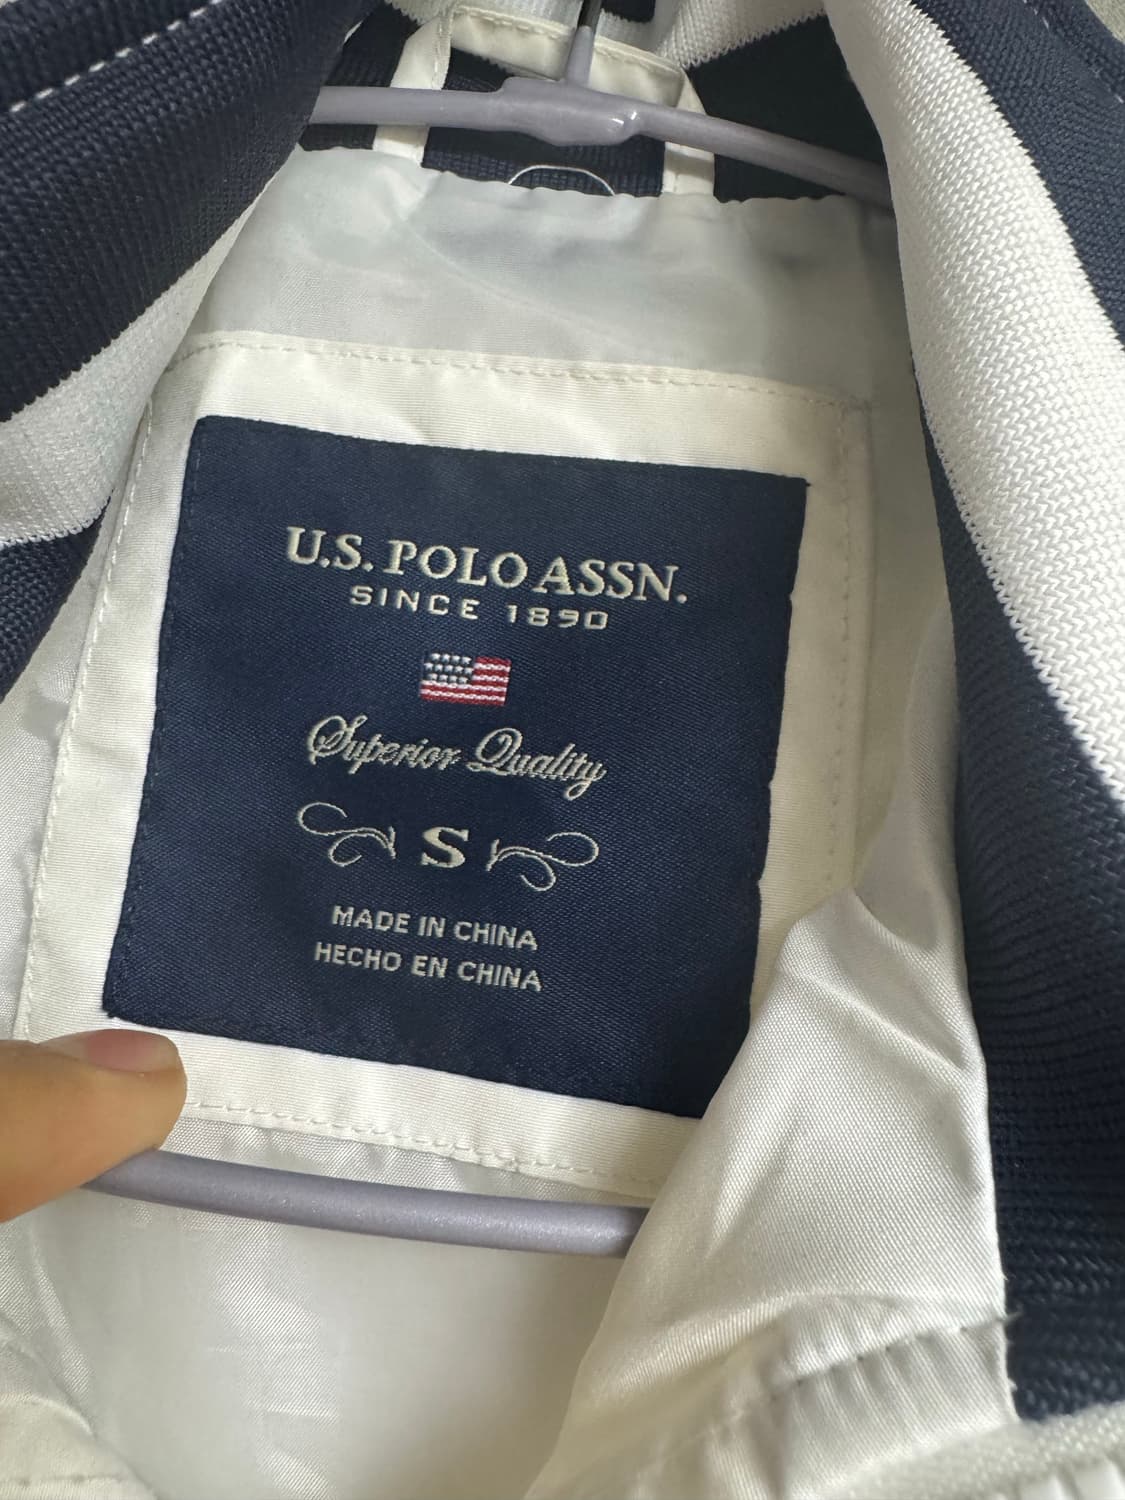 U.S. POLO ASSN.
SINCE 1890
Superior Quality
S
MADE IN CHINA
HECHO EN CHINA